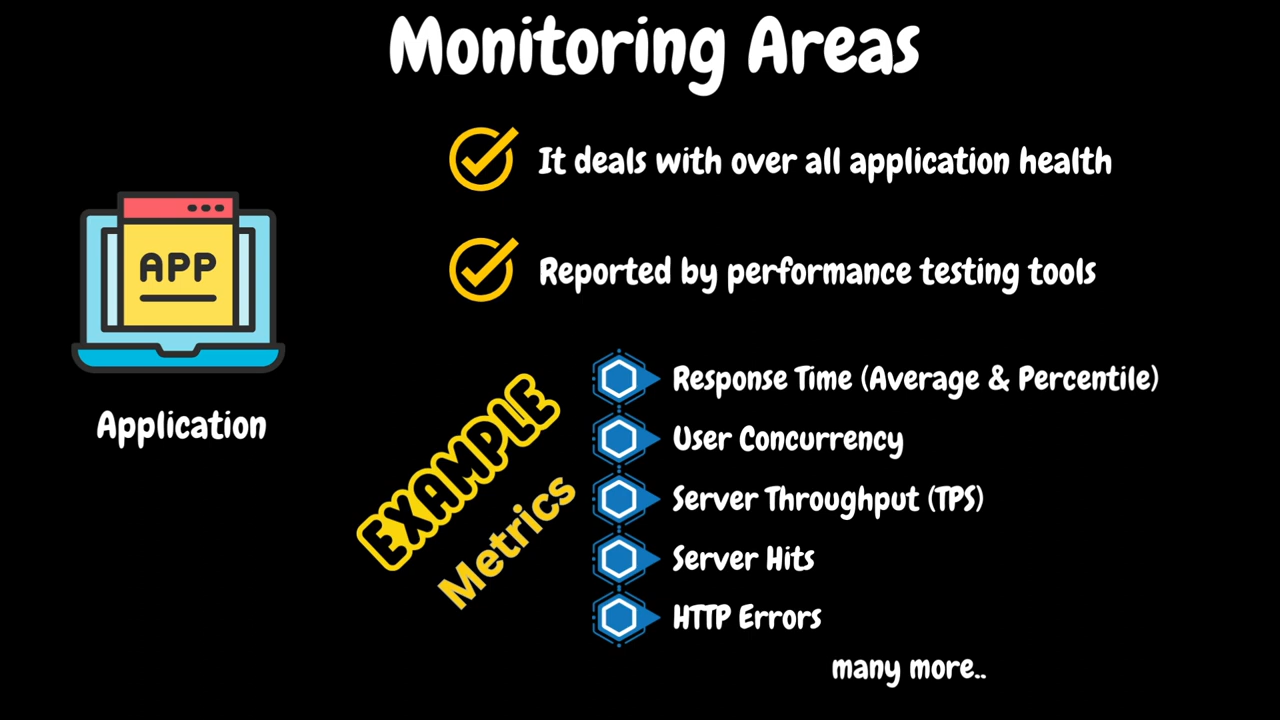 Monitoring Areas
It deals with over all application health
Reported by performance testing tools
APP
Application
EXAMPLE
Metrics
Response Time (Average & Percentile)
User Concurrency
Server Throughput (TPS)
Server Hits
HTTP Errors
many more..